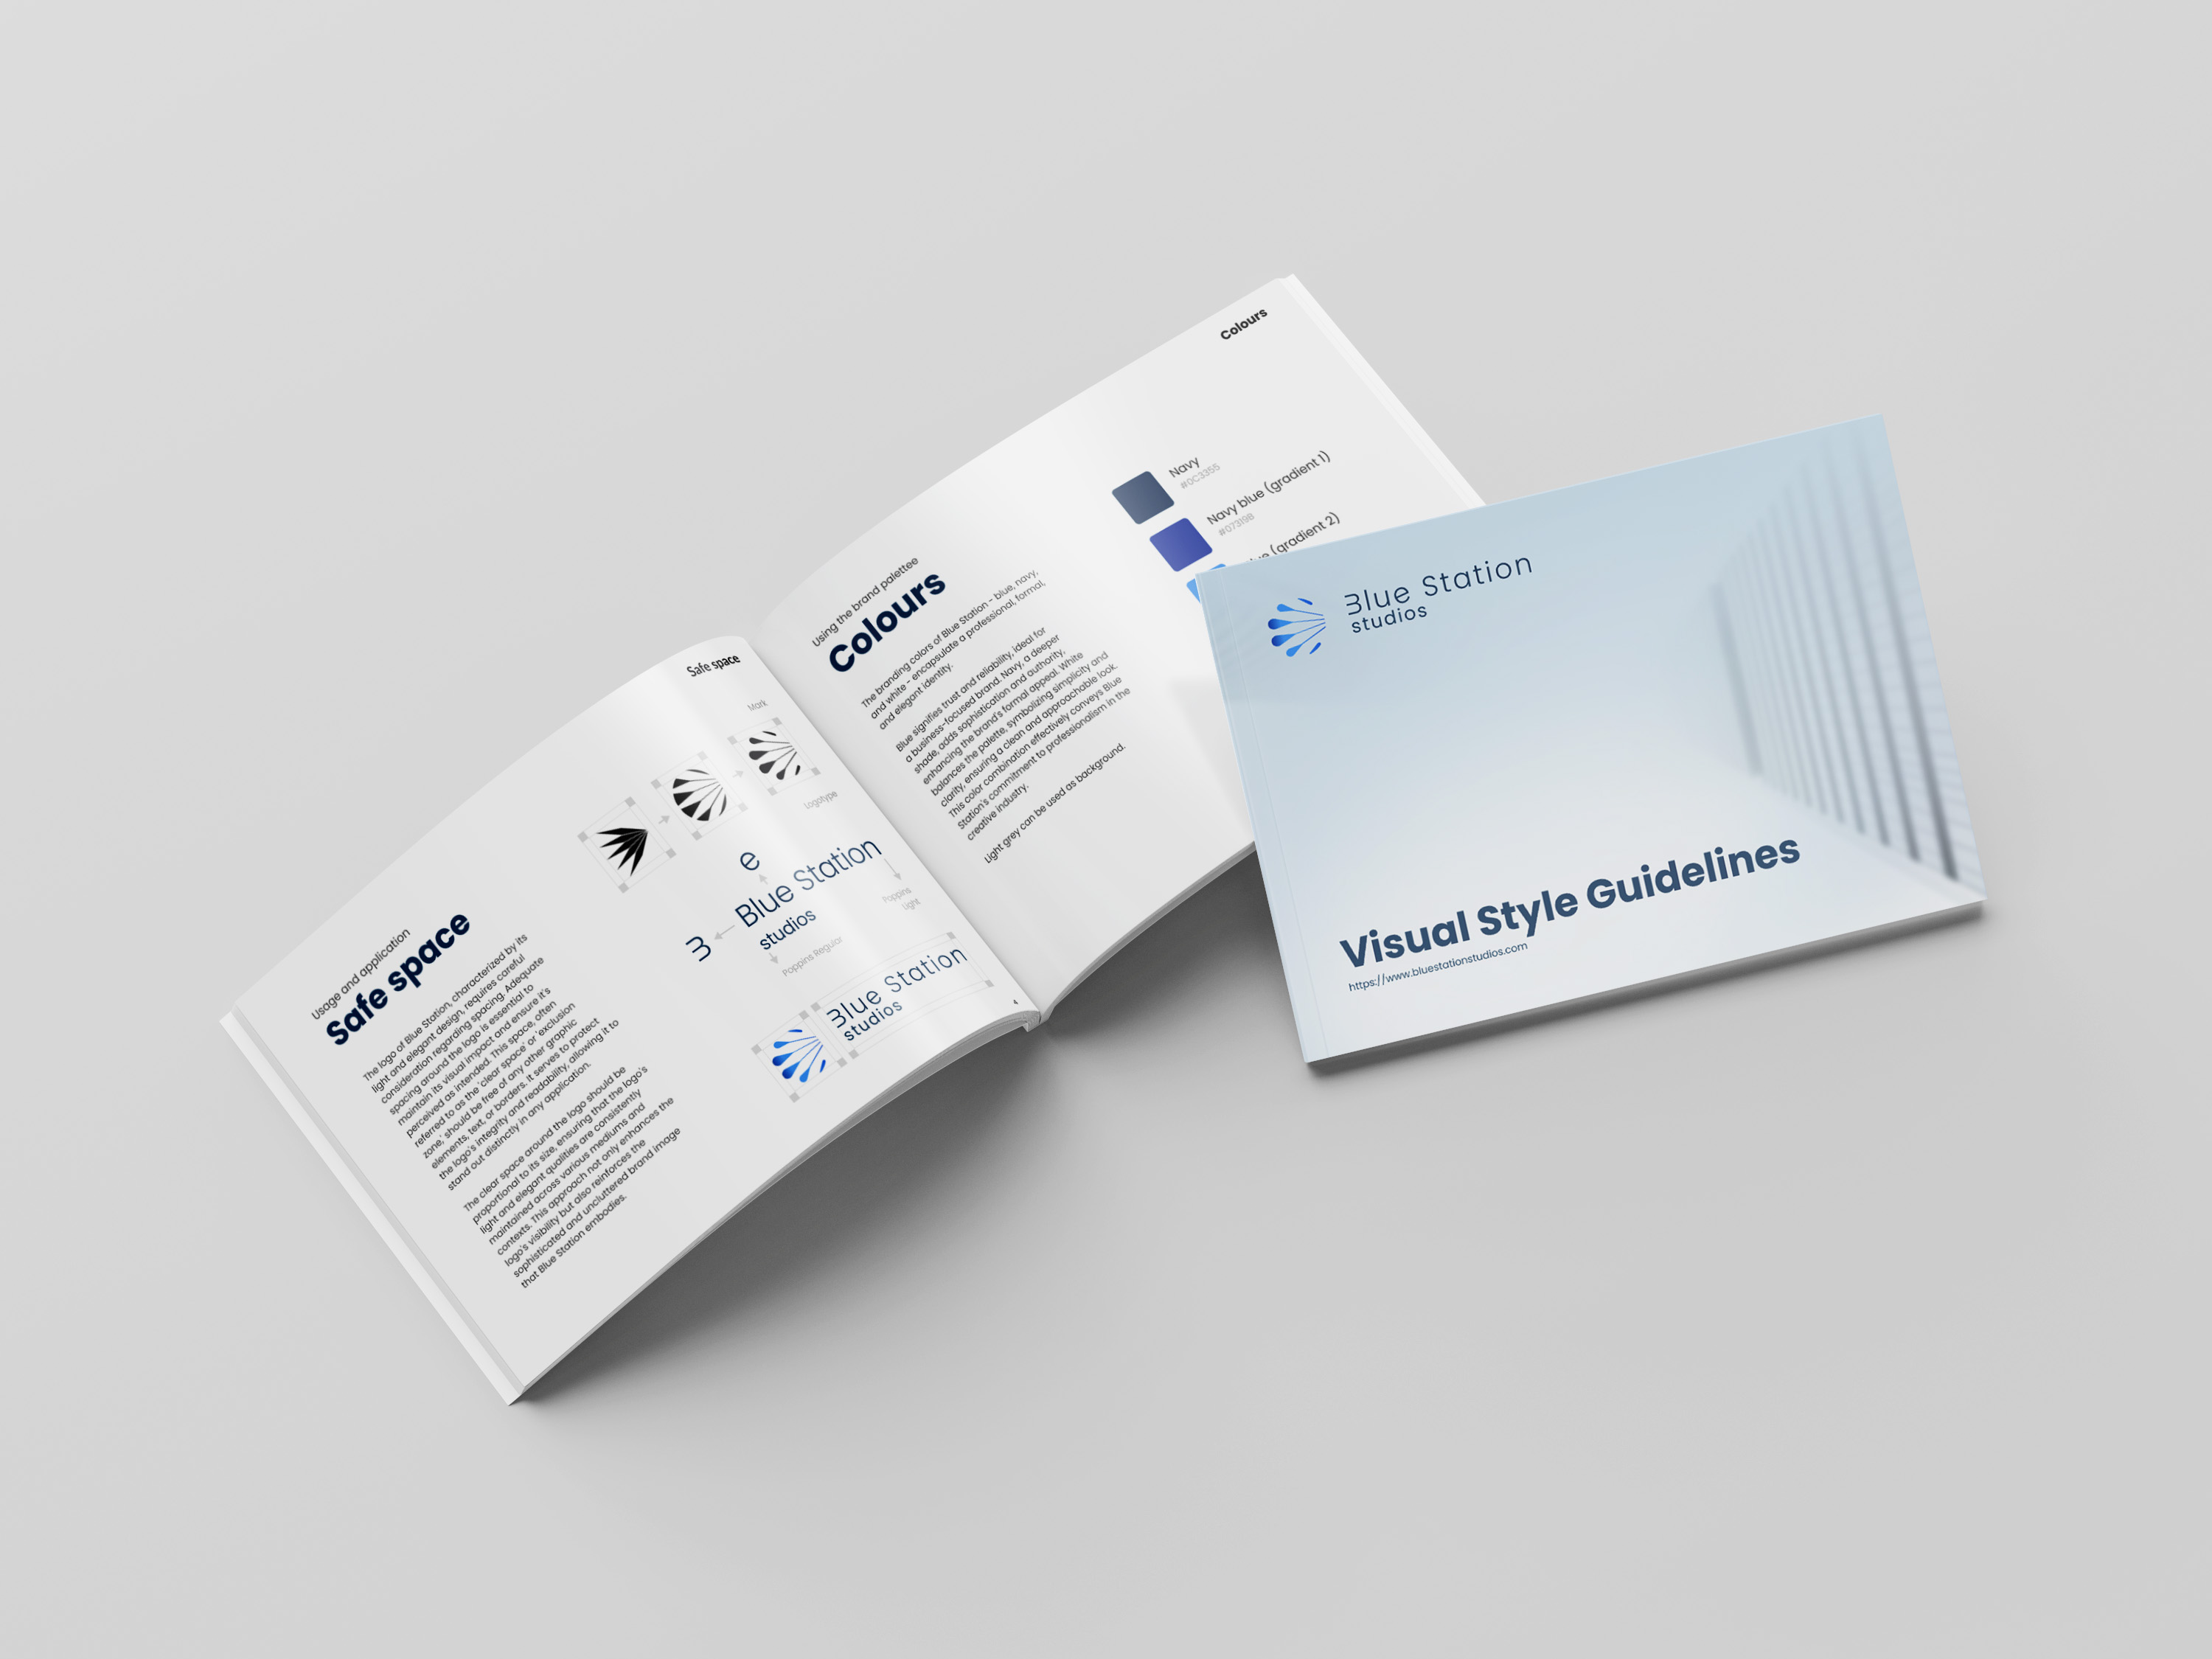 Safe space
Usage and application
Safe space
The logo of Blue Station, characterized by its
light and elegant design, requires careful
consideration regarding spacing. Adequate
spacing around the logo is essential to
maintain its visual impact and ensure it's
perceived as intended. This space, often
referred to as the 'clear space' or 'exclusion
zone,' should be free of any other graphic
elements, text, or borders. It serves to protect
the logo's integrity and readability, allowing it to
stand out distinctly in any application.
The clear space around the logo should be
proportional to its size, ensuring that the logo's
light and elegant qualities are consistently
maintained across various mediums and
contexts. This approach not only enhances the
logo's visibility but also reinforces the
sophisticated and uncluttered brand image
that Blue Station embodies.
Mark
Logotype
e
B
Blue Station
studios
Poppins
Light
Poppins Regular
Blue Station
studios
4
Colours
Using the brand palettee
Colours
The branding colors of Blue Station - blue, navy,
and white - encapsulate a professional, formal,
and elegant identity.
Blue signifies trust and reliability, ideal for
a business-focused brand. Navy, a deeper
shade, adds sophistication and authority,
enhancing the brand's formal appeal. White
balances the palette, symbolizing simplicity and
clarity, ensuring a clean and approachable look.
This color combination effectively conveys Blue
Station's commitment to professionalism in the
creative industry.
Light grey can be used as background.
Navy
#0C3355
Navy blue (gradient 1)
#07319B
(gradient 2)
Blue Station
studios
Visual Style Guidelines
https://www.bluestationstudios.com